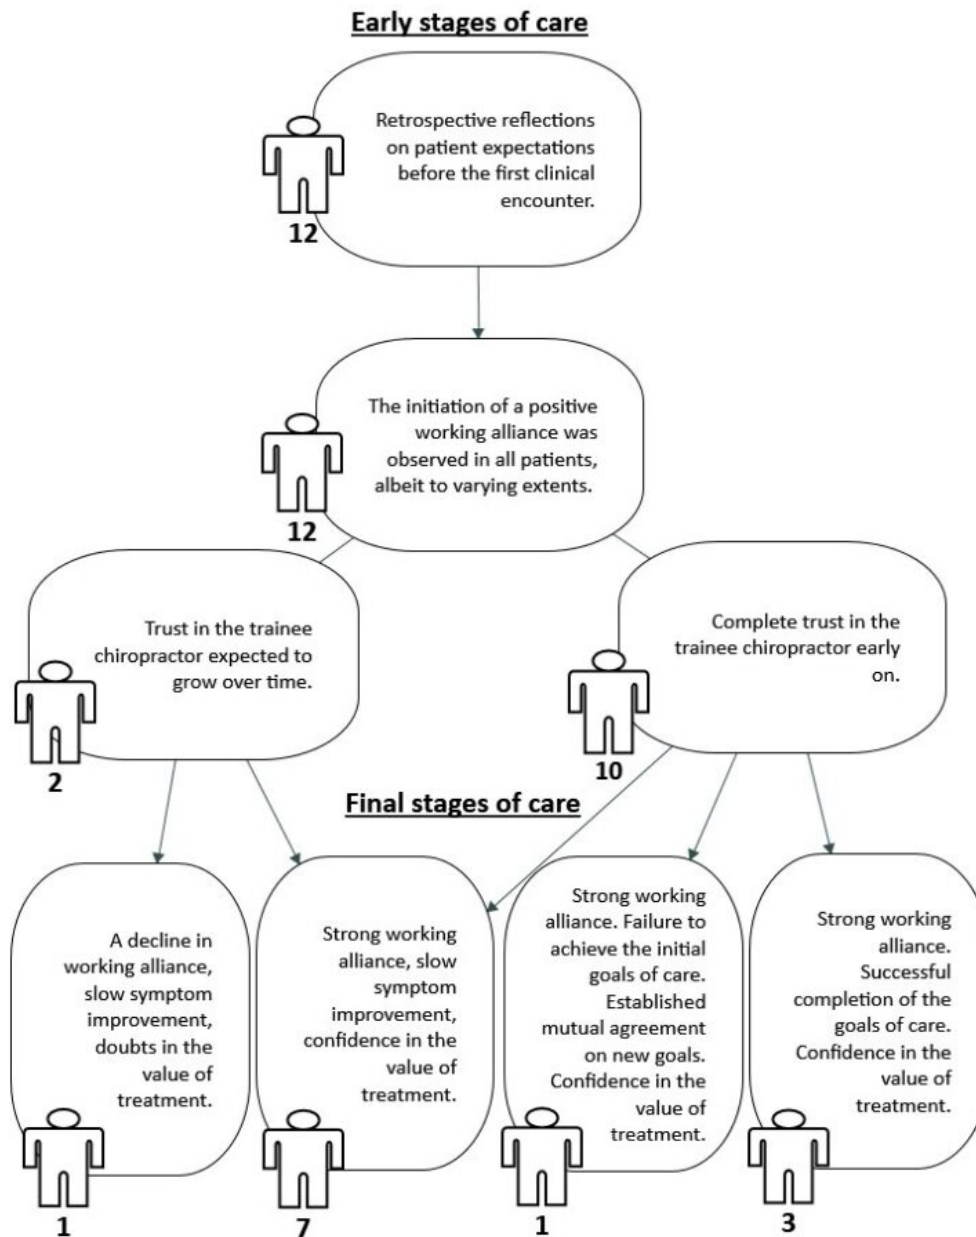 Early stages of care
Retrospective reflections
on patient expectations
before the first clinical
encounter.
12
The initiation of a positive
working alliance was
observed in all patients,
albeit to varying extents.
12
Trust in the trainee
chiropractor expected to
grow over time.
2
Complete trust in the
trainee chiropractor early
on.
10
Final stages of care
A decline in
working alliance,
slow symptom
improvement,
doubts in the
value of
treatment.
1
Strong working
alliance, slow
symptom
improvement,
confidence in the
value of
treatment.
7
Strong working
alliance. Failure to
achieve the initial
goals of care.
Established
mutual agreement
on new goals.
Confidence in the
value of
treatment.
1
Strong working
alliance.
Successful
completion of the
goals of care.
Confidence in the
value of
treatment.
3